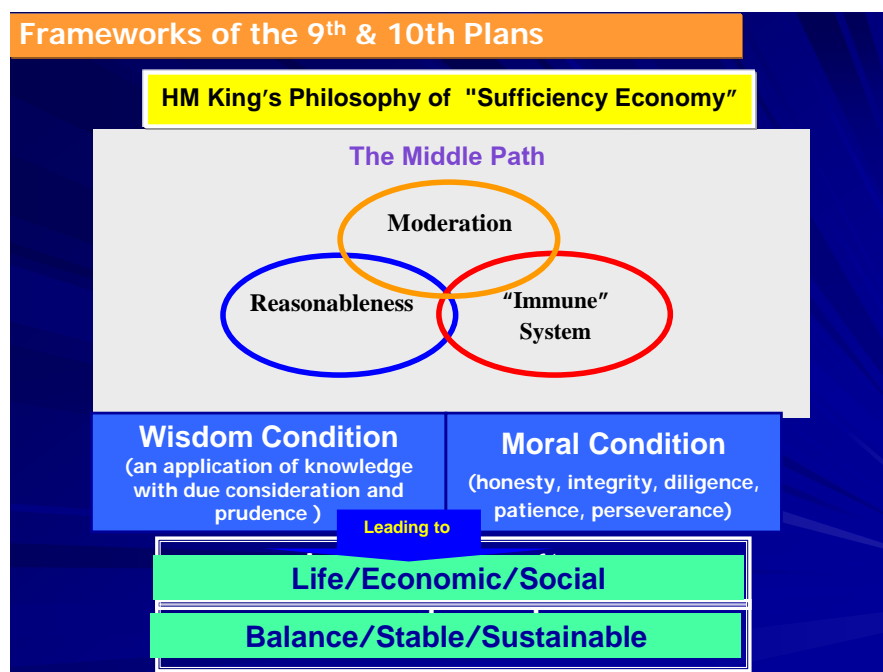 Frameworks of the 9th & 10th Plans
HM King's Philosophy of "Sufficiency Economy"
The Middle Path
Moderation
Reasonableness
"Immune"
System
Wisdom Condition
(an application of knowledge
with due consideration and
prudence )
Moral Condition
(honesty, integrity, diligence,
patience, perseverance)
Leading to
Life/Economic/Social
Balance/Stable/Sustainable